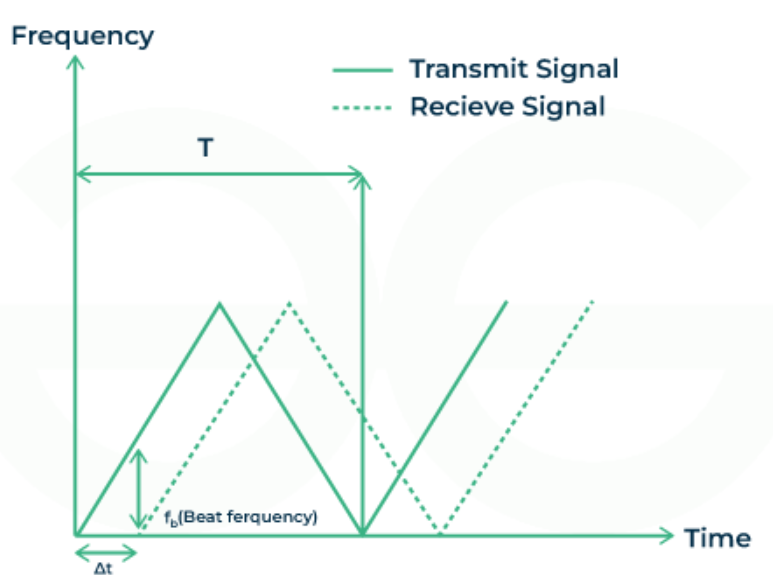 Frequency
Transmit Signal
Recieve Signal
T
fb(Beat ferquency)
Time
Δt